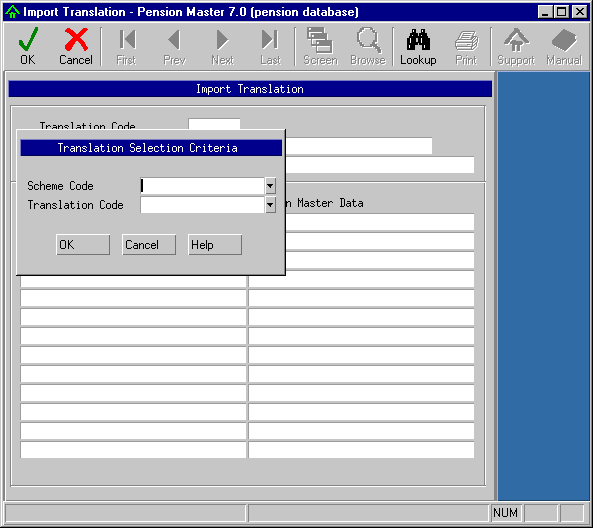 Import Translation - Pension Master 7.0 (pension database)
OK Cancel First Prev Next Last Screen Browse Lookup Print Support Manual
Import Translation
Translation Code
Translation Selection Criteria
Scheme Code
Translation Code
Master Data
OK Cancel Help
NUM